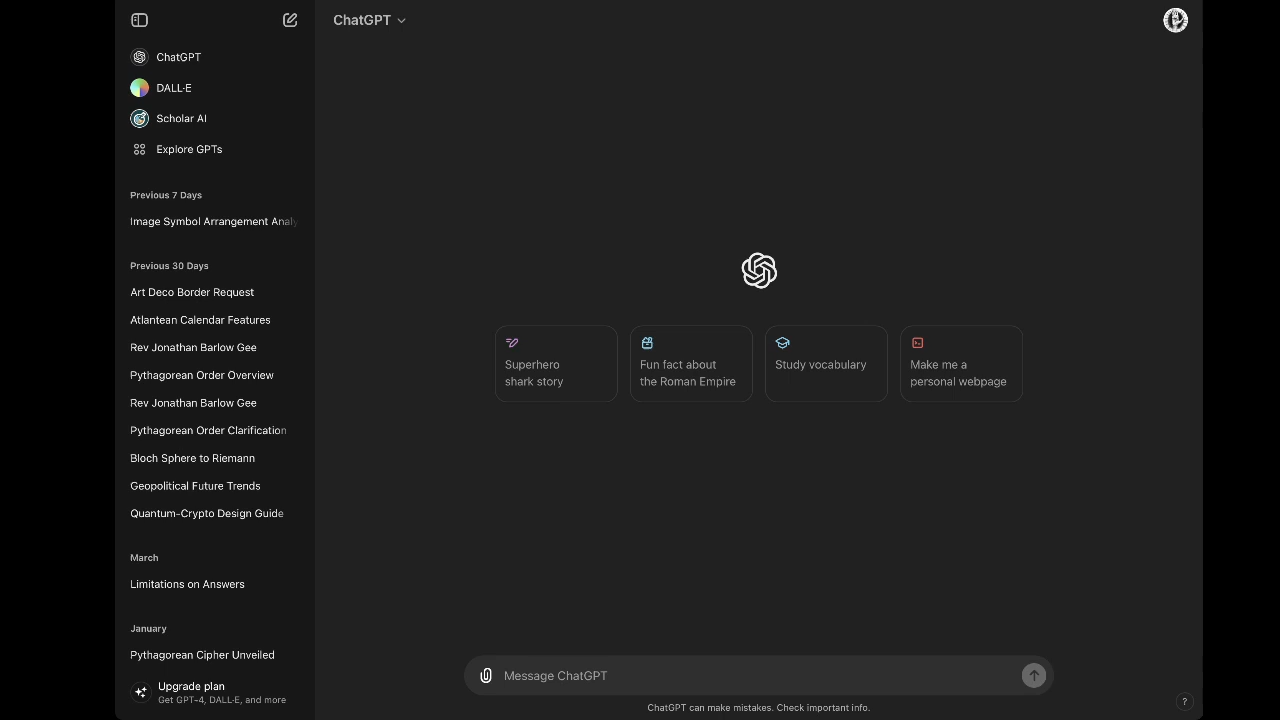 ChatGPT
DALL·E
Scholar AI
Explore GPTs
Previous 7 Days
Image Symbol Arrangement Analy
Previous 30 Days
Art Deco Border Request
Atlantean Calendar Features
Rev Jonathan Barlow Gee
Pythagorean Order Overview
Rev Jonathan Barlow Gee
Pythagorean Order Clarification
Bloch Sphere to Riemann
Geopolitical Future Trends
Quantum-Crypto Design Guide
March
Limitations on Answers
January
Pythagorean Cipher Unveiled
Upgrade plan
Get GPT-4, DALL·E, and more
ChatGPT
Superhero
shark story
Fun fact about
the Roman Empire
Study vocabulary
Make me a
personal webpage
Message ChatGPT
ChatGPT can make mistakes. Check important info.
?